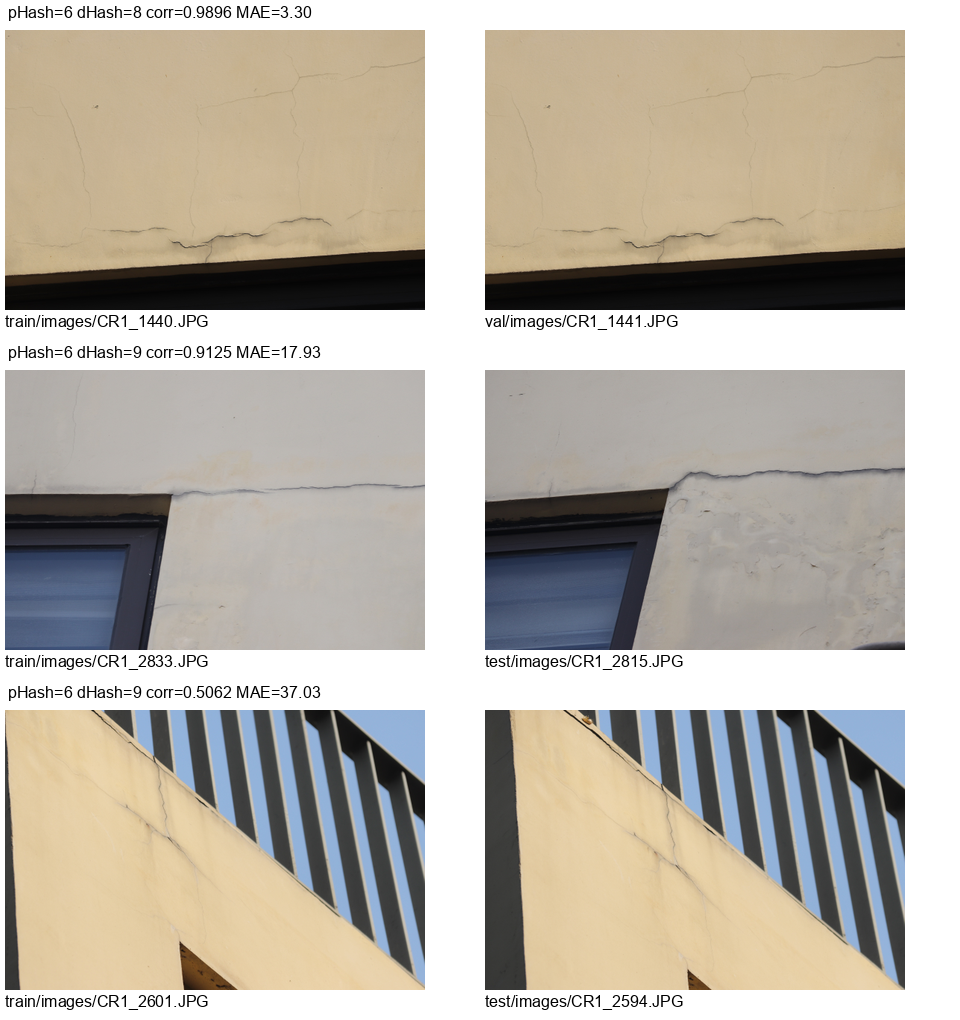 pHash=6 dHash=8 corr=0.9896 MAE=3.30
train/images/CR1_1440.JPG
val/images/CR1_1441.JPG
pHash=6 dHash=9 corr=0.9125 MAE=17.93
train/images/CR1_2833.JPG
test/images/CR1_2815.JPG
pHash=6 dHash=9 corr=0.5062 MAE=37.03
train/images/CR1_2601.JPG
test/images/CR1_2594.JPG